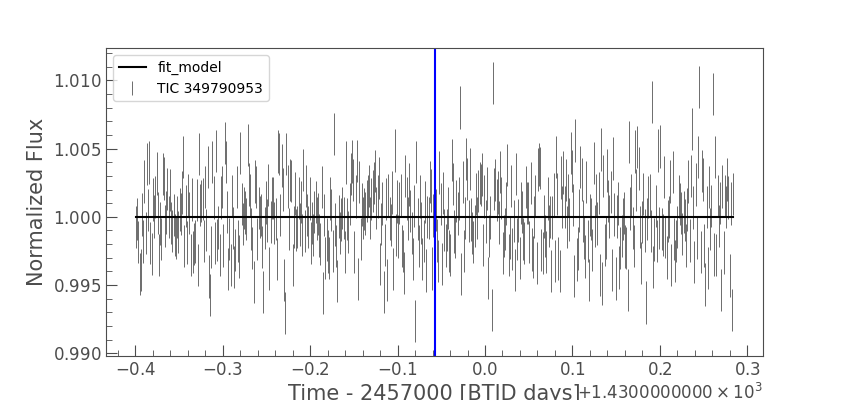 fit_model
TIC 349790953
Normalized Flux
1.010
1.005
1.000
0.995
0.990
−0.4 −0.3 −0.2 −0.1 0.0 0.1 0.2 0.3
Time - 2457000 [BTJD days]
+1.4300000000 × 10³